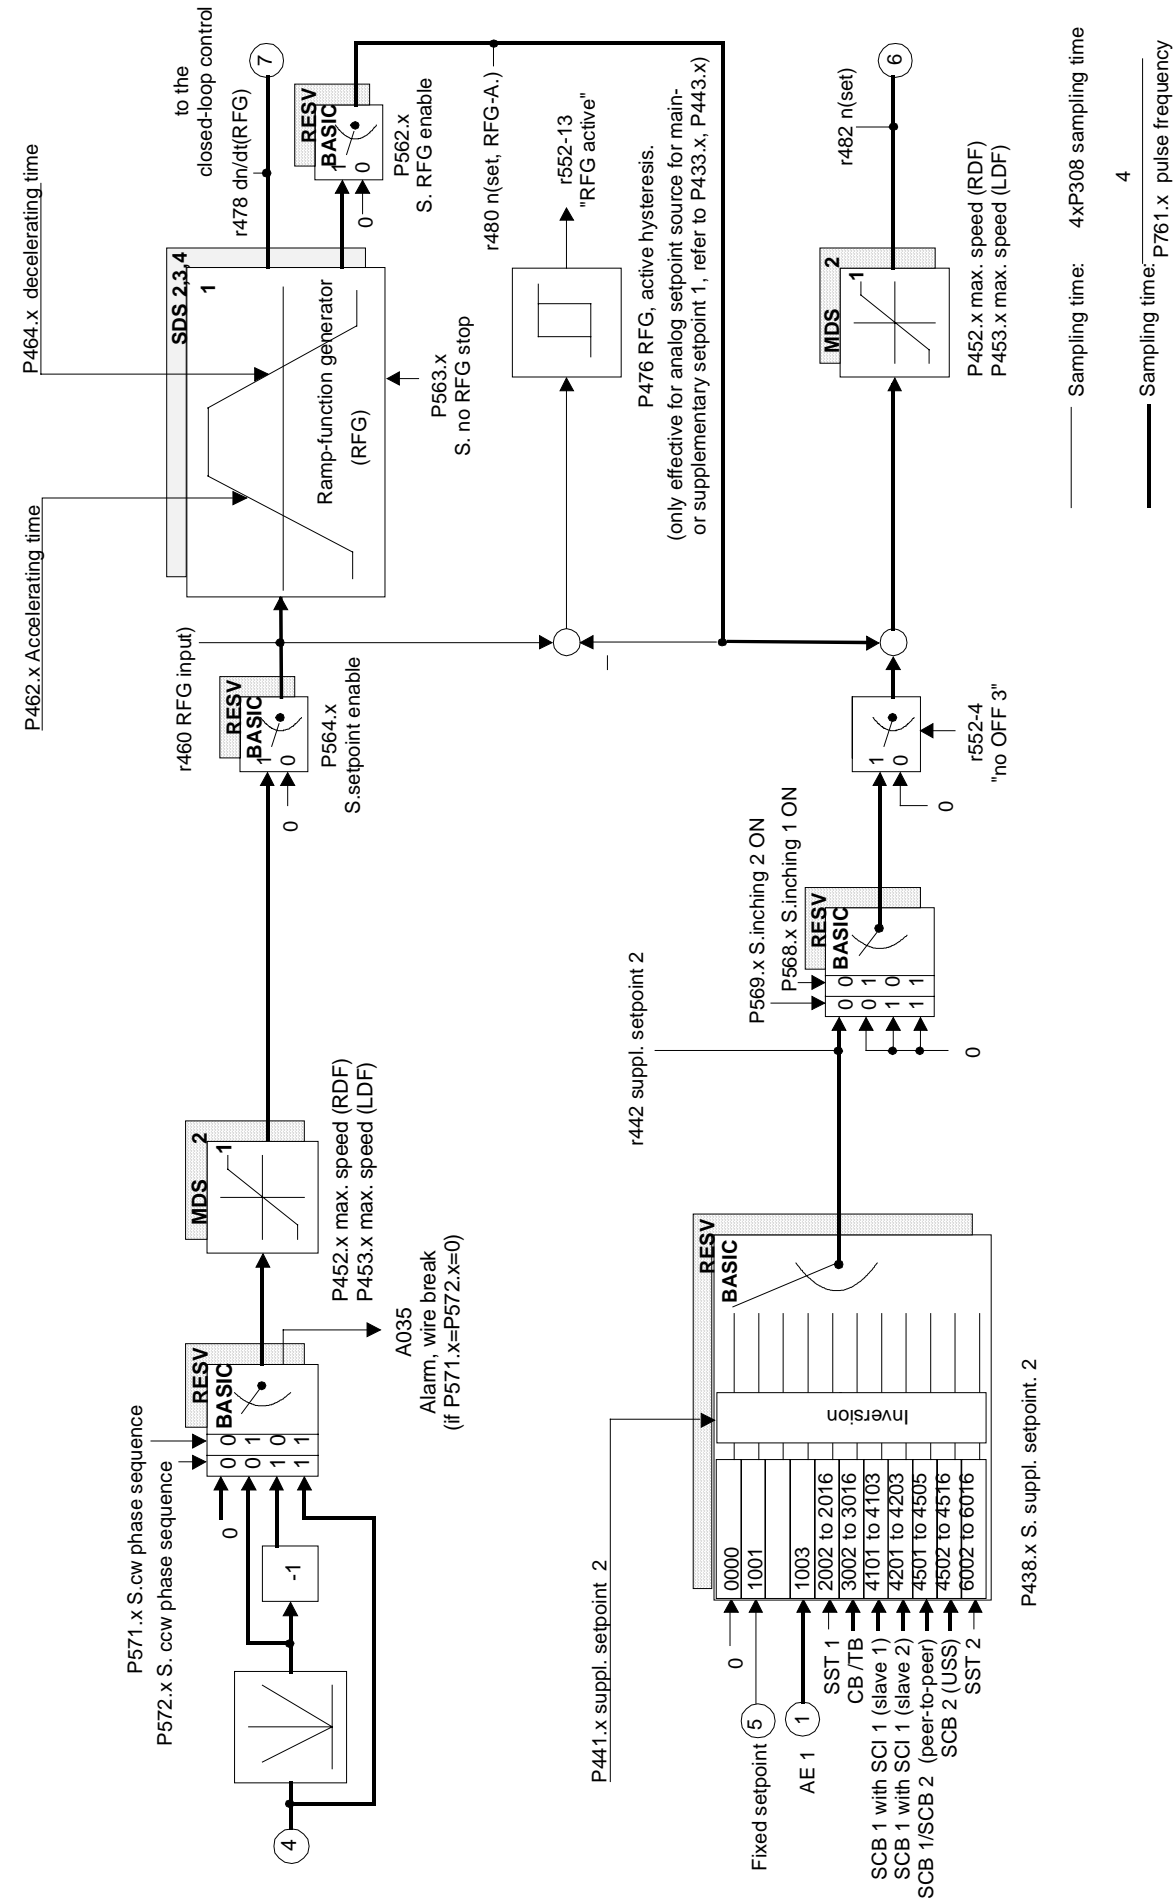 4
P571.x S.cw phase sequence
P572.x S. ccw phase sequence
0
-1
0 0
0 1
1 0
1 1
RESV
BASIC
A035
Alarm, wire break
(if P571.x=P572.x=0)
MDS 2
1
P452.x max. speed (RDF)
P453.x max. speed (LDF)
0
RESV
BASIC
1
0
P564.x
S.setpoint enable
r460 RFG input)
P462.x Accelerating time
P464.x decelerating time
SDS 2,3,4
1
Ramp-function generator
(RFG)
P563.x
S. no RFG stop
r478 dn/dt(RFG)
to the
closed-loop control
7
RESV
BASIC
1
0
0
P562.x
S. RFG enable
r480 n(set, RFG-A.)
r552-13
"RFG active"
P476 RFG, active hysteresis.
(only effective for analog setpoint source for main-
or supplementary setpoint 1, refer to P433.x, P443.x)
–
P441.x suppl. setpoint 2
0
Fixed setpoint 5
AE 1 1
SST 1
CB /TB
SCB 1 with SCI 1 (slave 1)
SCB 1 with SCI 1 (slave 2)
SCB 1/SCB 2 (peer-to-peer)
SCB 2 (USS)
SST 2
0000
1001
1003
2002 to 2016
3002 to 3016
4101 to 4103
4201 to 4203
4501 to 4505
4502 to 4516
6002 to 6016
Inversion
RESV
BASIC
P438.x S. suppl. setpoint. 2
r442 suppl. setpoint 2
P569.x S.inching 2 ON
P568.x S.inching 1 ON
0 0
0 1
1 0
1 1
RESV
BASIC
0
1
0
0
r552-4
"no OFF 3"
MDS 2
1
P452.x max. speed (RDF)
P453.x max. speed (LDF)
r482 n(set)
6
Sampling time: 4xP308 sampling time
Sampling time: 4
P761.x pulse frequency